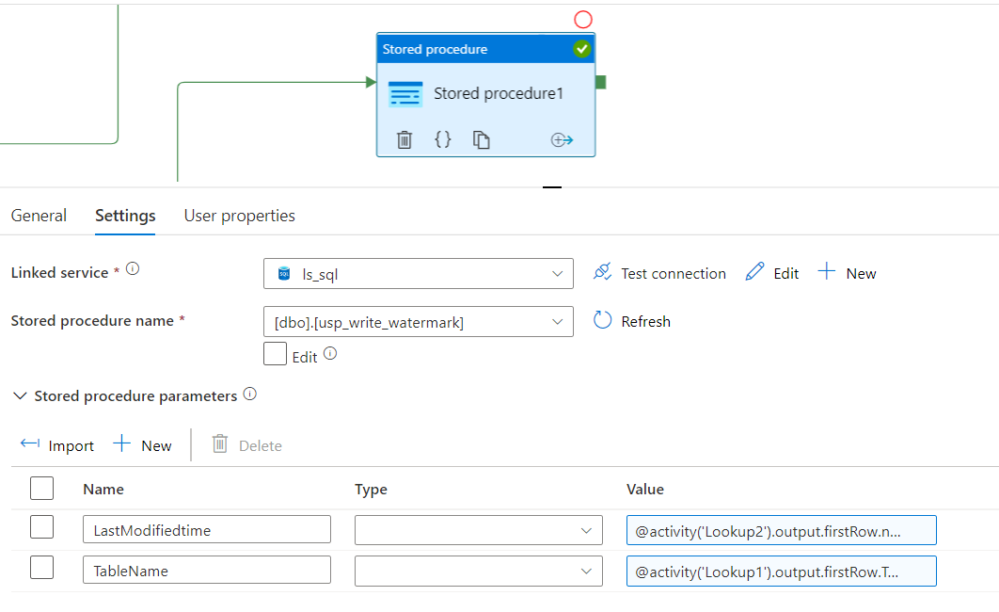 Stored procedure
Stored procedure1
{}
General Settings User properties
Linked service * ls_sql Test connection Edit New
Stored procedure name * [dbo].[usp_write_watermark] Refresh
Edit
Stored procedure parameters
Import New Delete
Name Type Value
LastModifiedtime @activity('Lookup2').output.firstRow.n...
TableName @activity('Lookup1').output.firstRow.T...